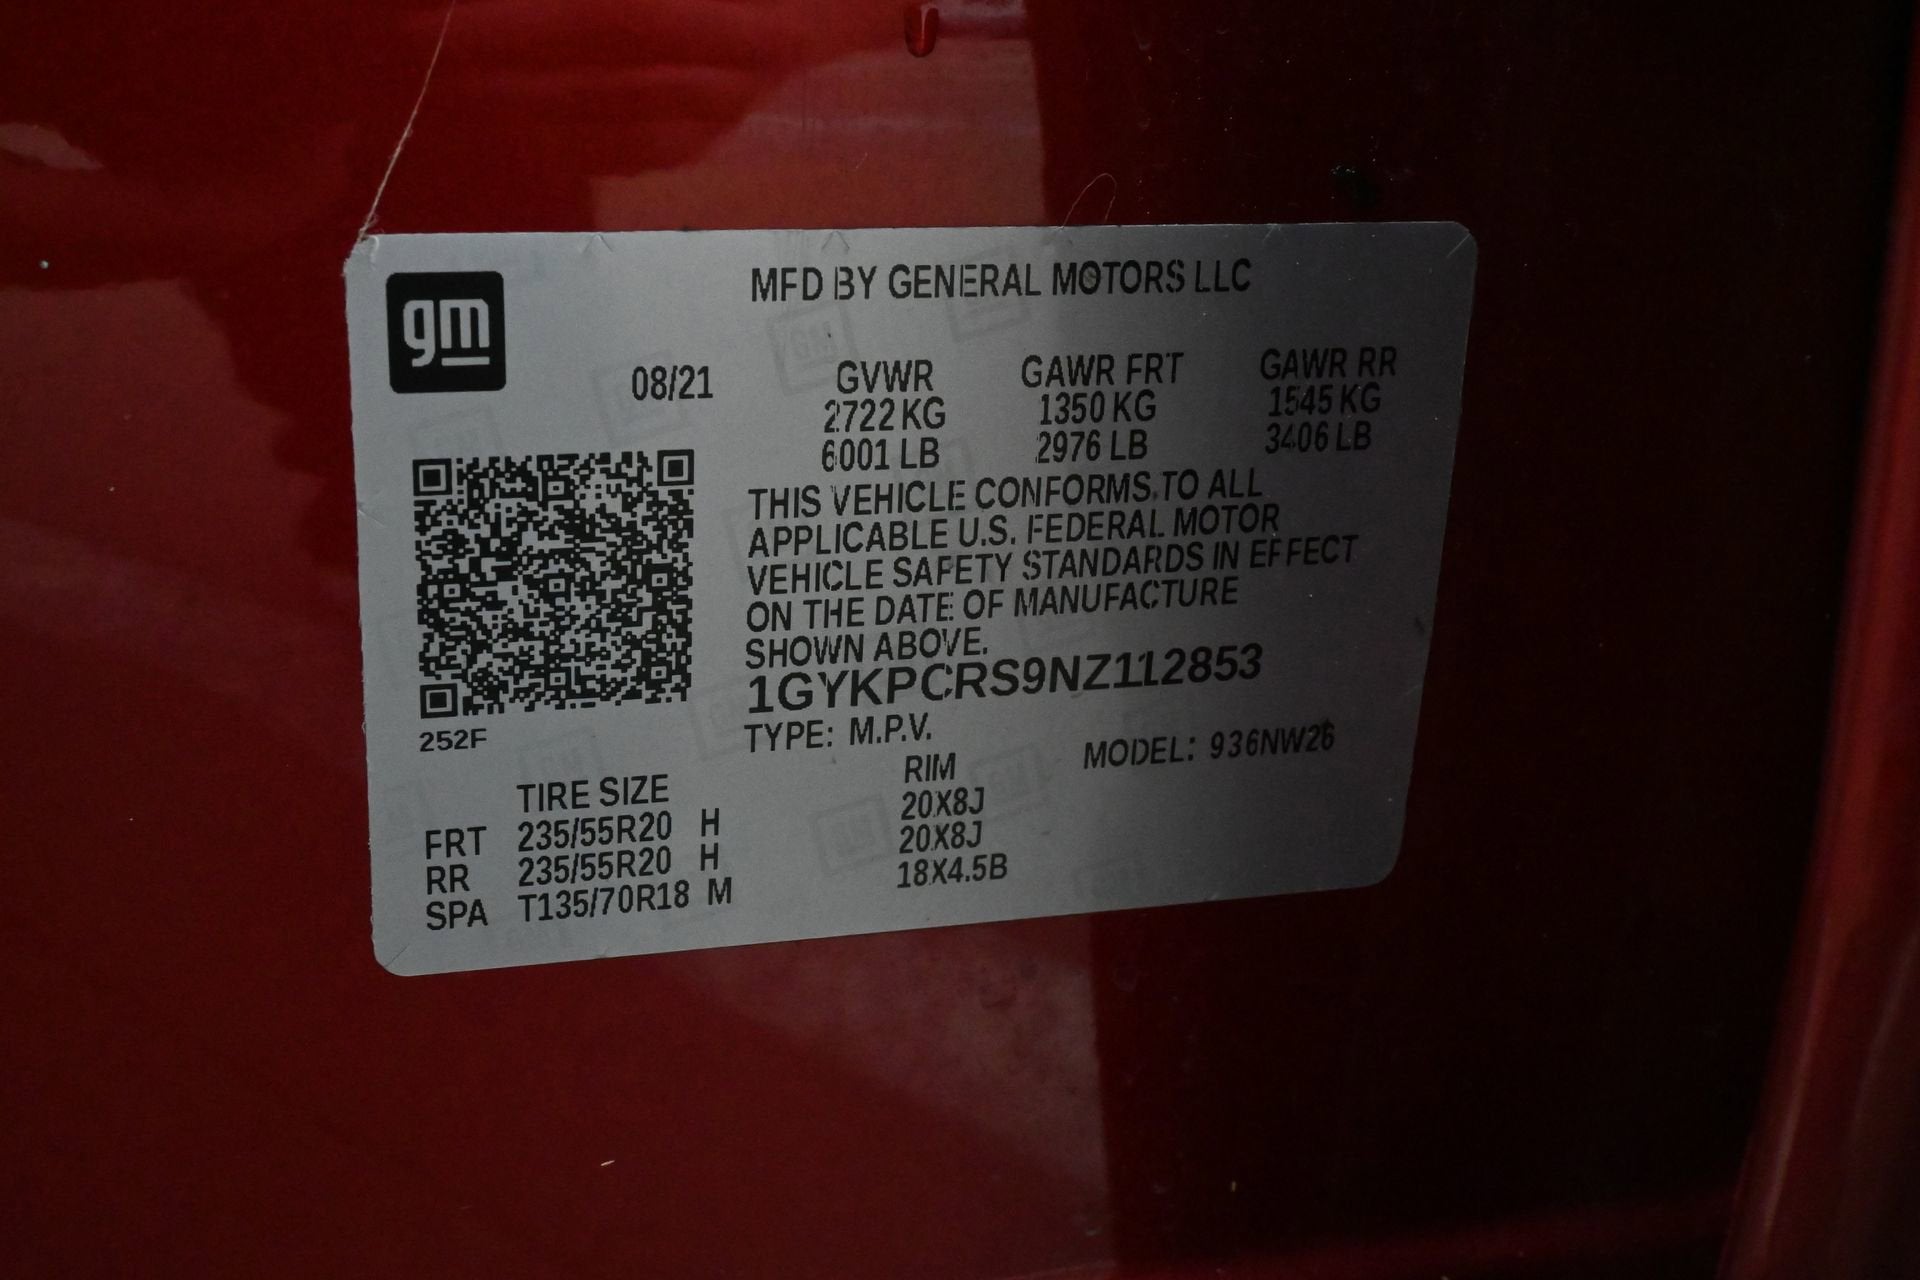 gm
MFD BY GENERAL MOTORS LLC
08/21 GVWR GAWR FRT GAWR RR
2722 KG 1350 KG 1545 KG
6001 LB 2976 LB 3406 LB
THIS VEHICLE CONFORMS TO ALL
APPLICABLE U.S. FEDERAL MOTOR
VEHICLE SAFETY STANDARDS IN EFFECT
ON THE DATE OF MANUFACTURE
SHOWN ABOVE.
1GYKPCRS9NZ112853
252F
TYPE: M.P.V. MODEL: 936NW26
TIRE SIZE RIM
FRT 235/55R20 H 20X8J
RR 235/55R20 H 20X8J
SPA T135/70R18 M 18X4.5B